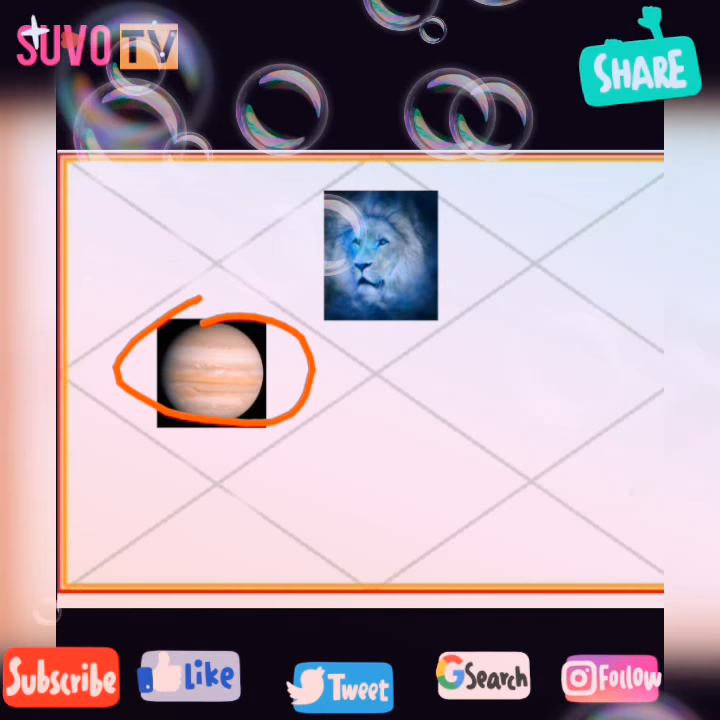 SUVO TV
SHARE
Subscribe
Like
Tweet
GSearch
Follow